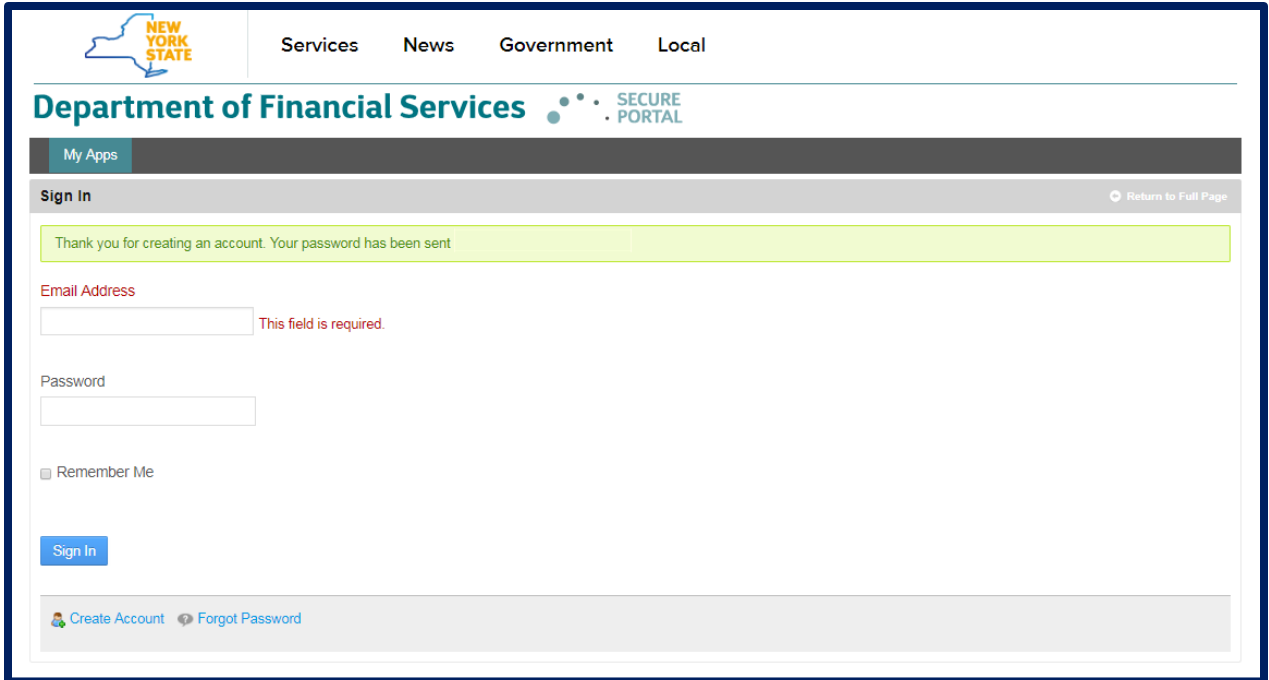 NEW
YORK
STATE
Services News Government Local
Department of Financial Services SECURE
PORTAL
My Apps
Sign In Return to Full Page
Thank you for creating an account. Your password has been sent
Email Address
This field is required.
Password
Remember Me
Sign In
Create Account Forgot Password